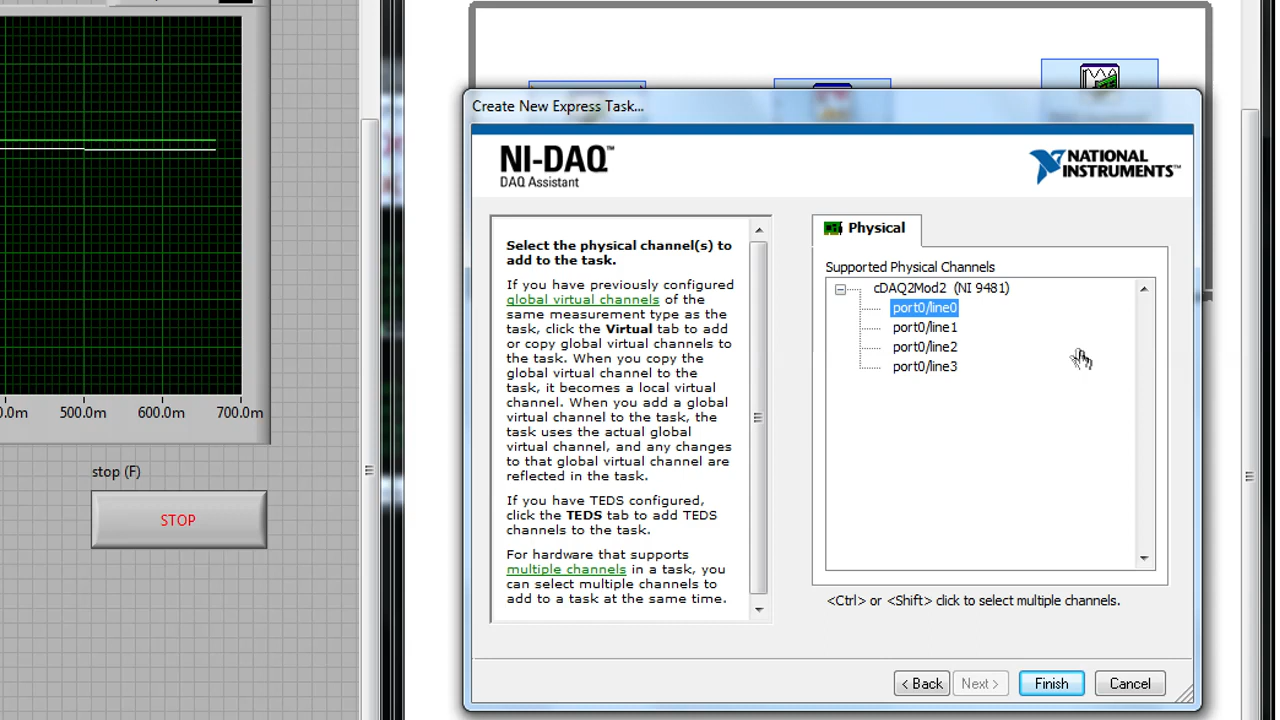 500.0m
600.0m
700.0m
stop (F)
STOP
Create New Express Task...
NI-DAQ™
DAQ Assistant
NATIONAL
INSTRUMENTS™
Select the physical channel(s) to
add to the task.
If you have previously configured
global virtual channels of the
same measurement type as the
task, click the Virtual tab to add
or copy global virtual channels to
the task. When you copy the
global virtual channel to the
task, it becomes a local virtual
channel. When you add a global
virtual channel to the task, the
task uses the actual global
virtual channel, and any changes
to that global virtual channel are
reflected in the task.
If you have TEDS configured,
click the TEDS tab to add TEDS
channels to the task.
For hardware that supports
multiple channels in a task, you
can select multiple channels to
add to a task at the same time.
Physical
Supported Physical Channels
cDAQ2Mod2 (NI 9481)
port0/line0
port0/line1
port0/line2
port0/line3
<Ctrl> or <Shift> click to select multiple channels.
< Back
Next >
Finish
Cancel